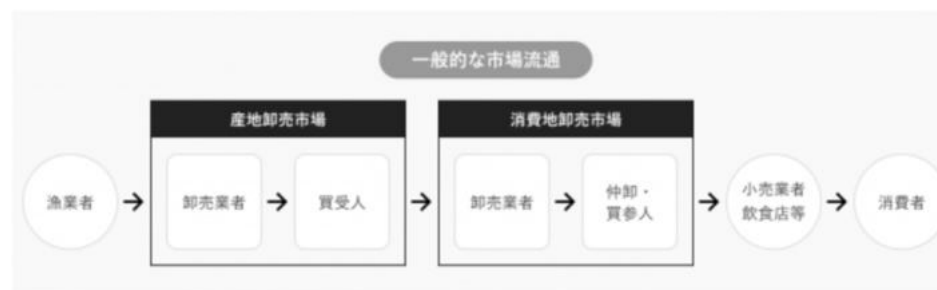 一般的な市場流通
産地卸売市場
消費地卸売市場
漁業者
卸売業者
買受人
卸売業者
仲卸・
買参人
小売業者
飲食店等
消費者